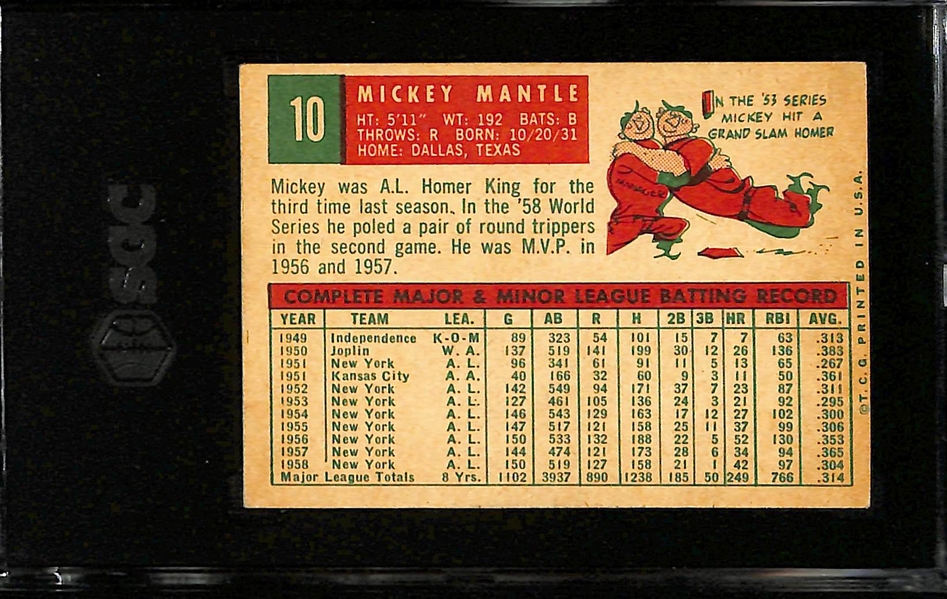 SGC
10
MICKEY MANTLE
HT: 5'11" WT: 192 BATS: B
THROWS: R BORN: 10/20/31
HOME: DALLAS, TEXAS
IN THE '53 SERIES
MICKEY HIT A
GRAND SLAM HOMER
MANAGER
Mickey was A.L. Homer King for the
third time last season. In the '58 World
Series he poled a pair of round trippers
in the second game. He was M.V.P. in
1956 and 1957.
COMPLETE MAJOR & MINOR LEAGUE BATTING RECORD
YEAR TEAM LEA. G AB R H 2B 3B HR RBI AVG.
1949 Independence K-O-M 89 323 54 101 15 7 7 63 .313
1950 Joplin W. A. 137 519 141 199 30 12 26 136 .383
1951 New York A. L. 96 341 61 91 11 5 13 65 .267
1951 Kansas City A. A. 40 166 32 60 9 3 11 50 .361
1952 New York A. L. 142 549 94 171 37 7 23 87 .311
1953 New York A. L. 127 461 105 136 24 3 21 92 .295
1954 New York A. L. 146 543 129 163 17 12 27 102 .300
1955 New York A. L. 147 517 121 158 25 11 37 99 .306
1956 New York A. L. 150 533 132 188 22 5 52 130 .353
1957 New York A. L. 144 474 121 173 28 6 34 94 .365
1958 New York A. L. 150 519 127 158 21 1 42 97 .304
Major League Totals 8 Yrs. 1102 3937 890 1238 185 50 249 766 .314
©T.C.G. PRINTED IN U.S.A.